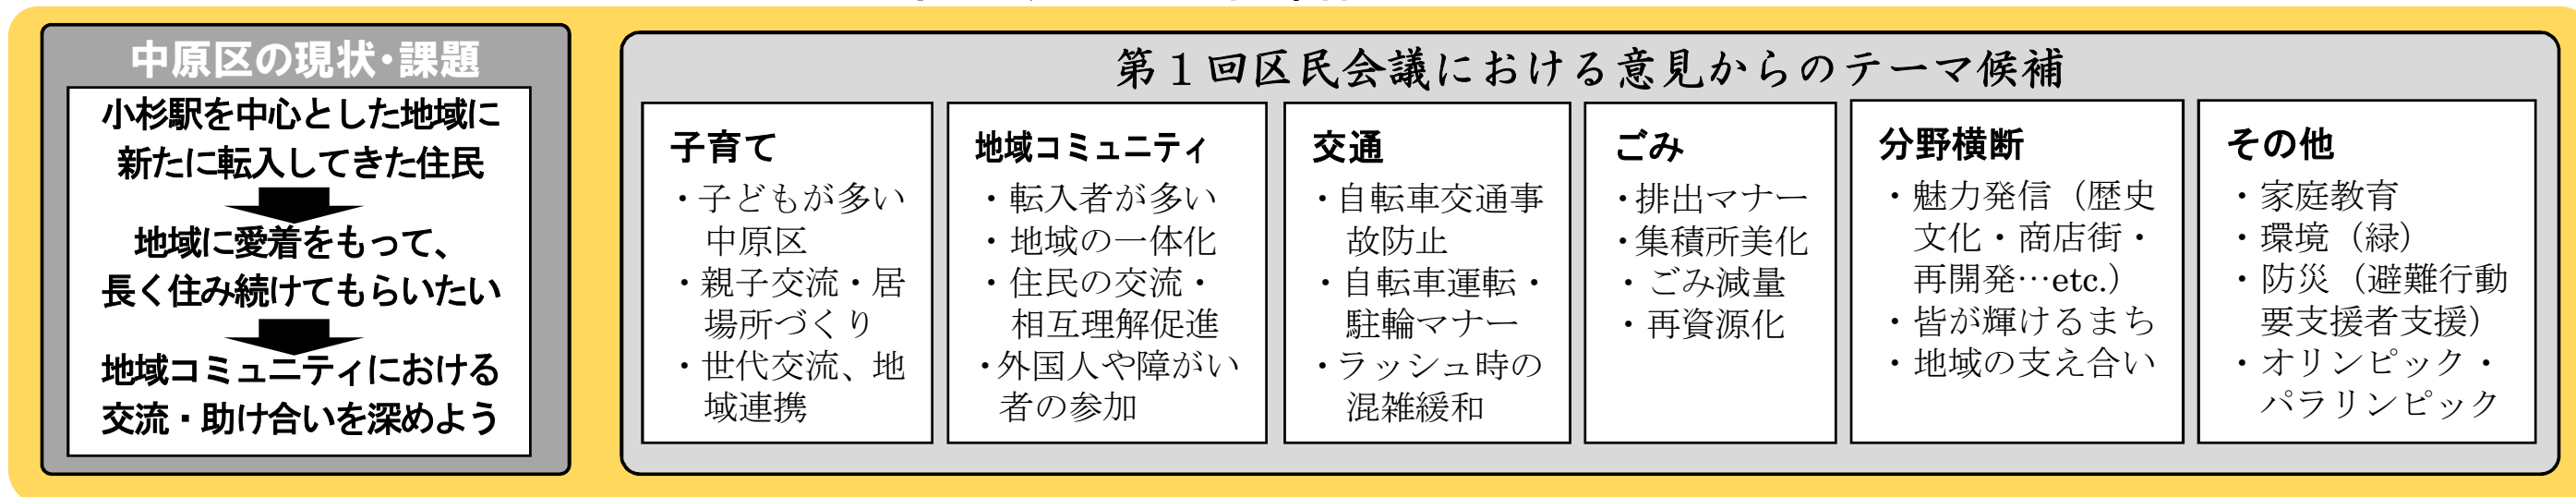 中原区の現状・課題
小杉駅を中心とした地域に
新たに転入してきた住民
地域に愛着をもって、
長く住み続けてもらいたい
地域コミュニティにおける
交流・助け合いを深めよう
第１回区民会議における意見からのテーマ候補
子育て
・子どもが多い
中原区
・親子交流・居
場所づくり
・世代交流、地
域連携
地域コミュニティ
・転入者が多い
・地域の一体化
・住民の交流・
相互理解促進
・外国人や障がい
者の参加
交通
・自転車交通事
故防止
・自転車運転・
駐輪マナー
・ラッシュ時の
混雑緩和
ごみ
・排出マナー
・集積所美化
・ごみ減量
・再資源化
分野横断
・魅力発信（歴史
文化・商店街・
再開発…etc.）
・皆が輝けるまち
・地域の支え合い
その他
・家庭教育
・環境（緑）
・防災（避難行動
要支援者支援）
・オリンピック・
パラリンピック